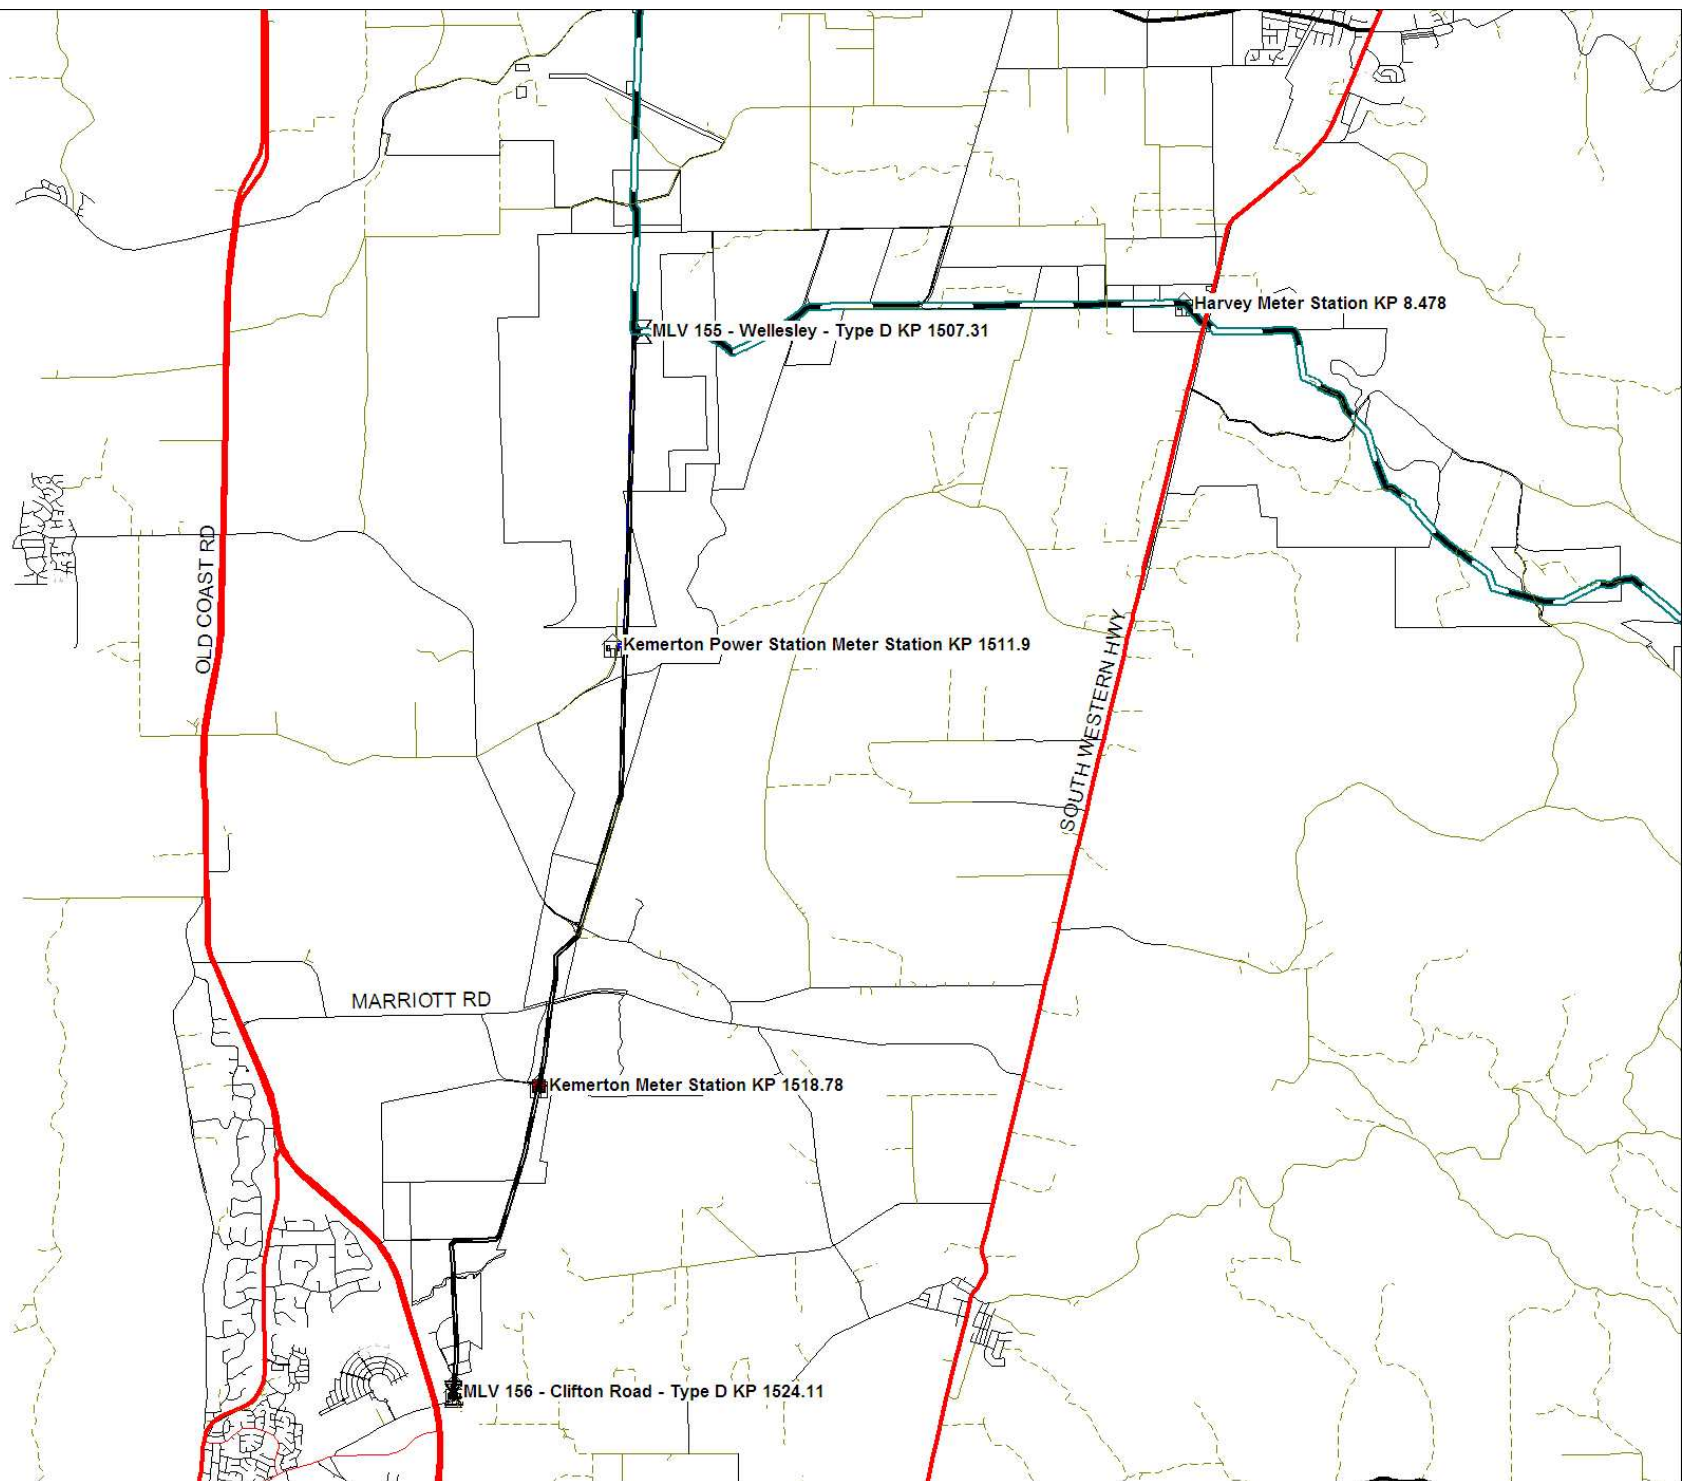 Harvey Meter Station KP 8.478
MLV 155 - Wellesley - Type D KP 1507.31
OLD COAST RD
Kemerton Power Station Meter Station KP 1511.9
SOUTH WESTERN HWY
MARRIOTT RD
Kemerton Meter Station KP 1518.78
MLV 156 - Clifton Road - Type D KP 1524.11